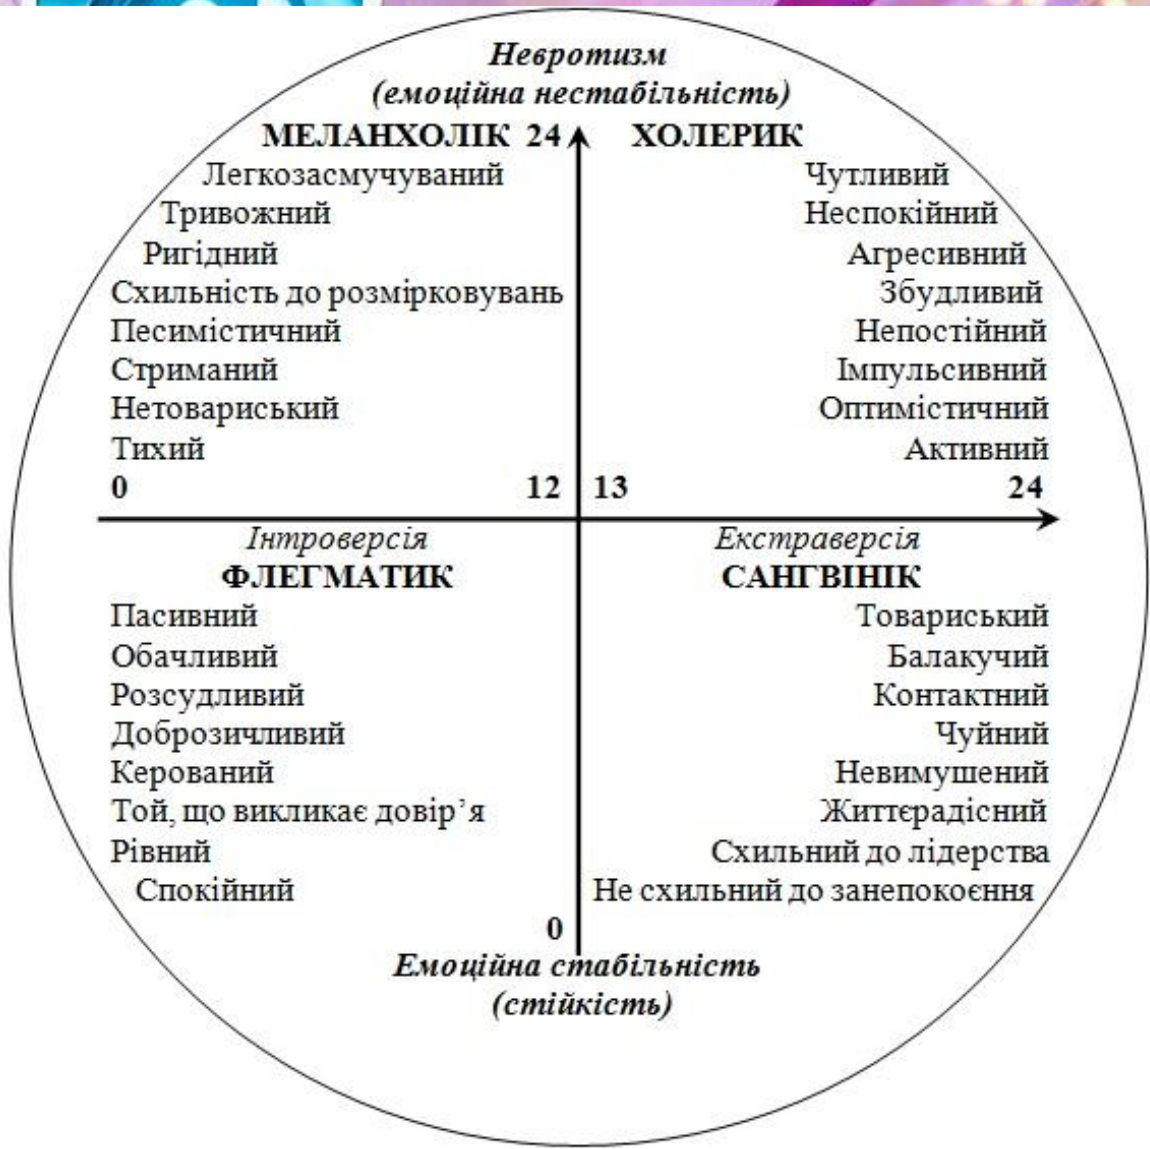 Невротизм
(емоційна нестабільність)
МЕЛАНХОЛІК 24 ХОЛЕРИК
Легкозасмучуваний
Тривожний
Ригідний
Схильність до розмірковувань
Песимістичний
Стриманий
Нетовариський
Тихий
Чутливий
Неспокійний
Агресивний
Збудливий
Непостійний
Імпульсивний
Оптимістичний
Активний
0 12 13 24
Інтроверсія
ФЛЕГМАТИК
Пасивний
Обачливий
Розсудливий
Доброзичливий
Керований
Той, що викликає довір’я
Рівний
Спокійний
Екстраверсія
САНГВІНІК
Товариський
Балакучий
Контактний
Чуйний
Невимушений
Життєрадісний
Схильний до лідерства
Не схильний до занепокоєння
0
Емоційна стабільність
(стійкість)